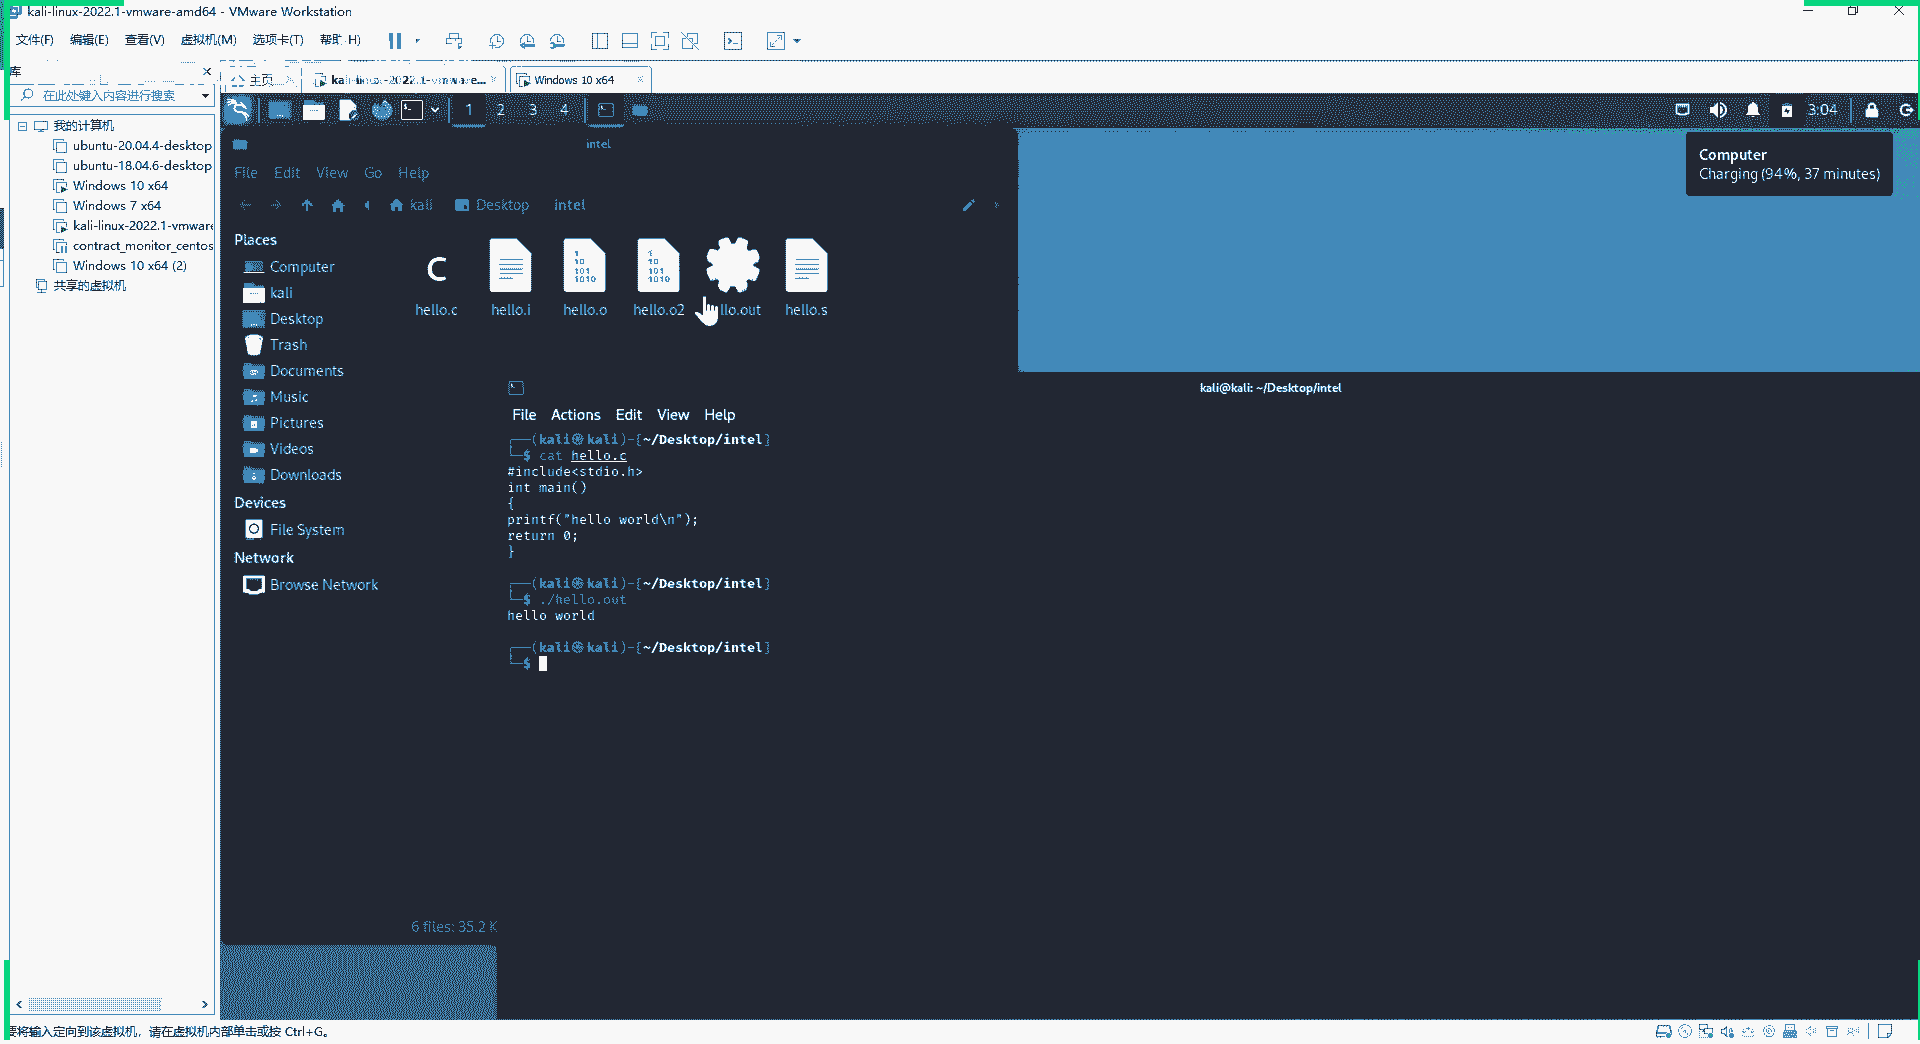 kali-linux-2022.1-vmware-amd64 - VMware Workstation
文件(F) 编辑(E) 查看(V) 虚拟机(M) 选项卡(T) 帮助(H)
库
主页 kali-linux-2022.1-vmware... Windows 10 x64
在此处键入内容进行搜索
1 2 3 4
3:04
我的计算机
ubuntu-20.04.4-desktop
ubuntu-18.04.6-desktop
Windows 10 x64
Windows 7 x64
kali-linux-2022.1-vmware
contract_monitor_centos
Windows 10 x64 (2)
共享的虚拟机
Computer
Charging (94%, 37 minutes)
intel
File Edit View Go Help
kali Desktop intel
Places
Computer
kali
Desktop
Trash
Documents
Music
Pictures
Videos
Downloads
Devices
File System
Network
Browse Network
hello.c hello.i hello.o hello.o2 llo.out hello.s
6 files: 35.2 K
kali@kali: ~/Desktop/intel
File Actions Edit View Help
(kali㉿kali)-[~/Desktop/intel]
$ cat hello.c
#include<stdio.h>
int main()
{
printf("hello world\n");
return 0;
}
(kali㉿kali)-[~/Desktop/intel]
$ ./hello.out
hello world
(kali㉿kali)-[~/Desktop/intel]
$
要将输入定向到该虚拟机，请在虚拟机内部单击或按 Ctrl+G。